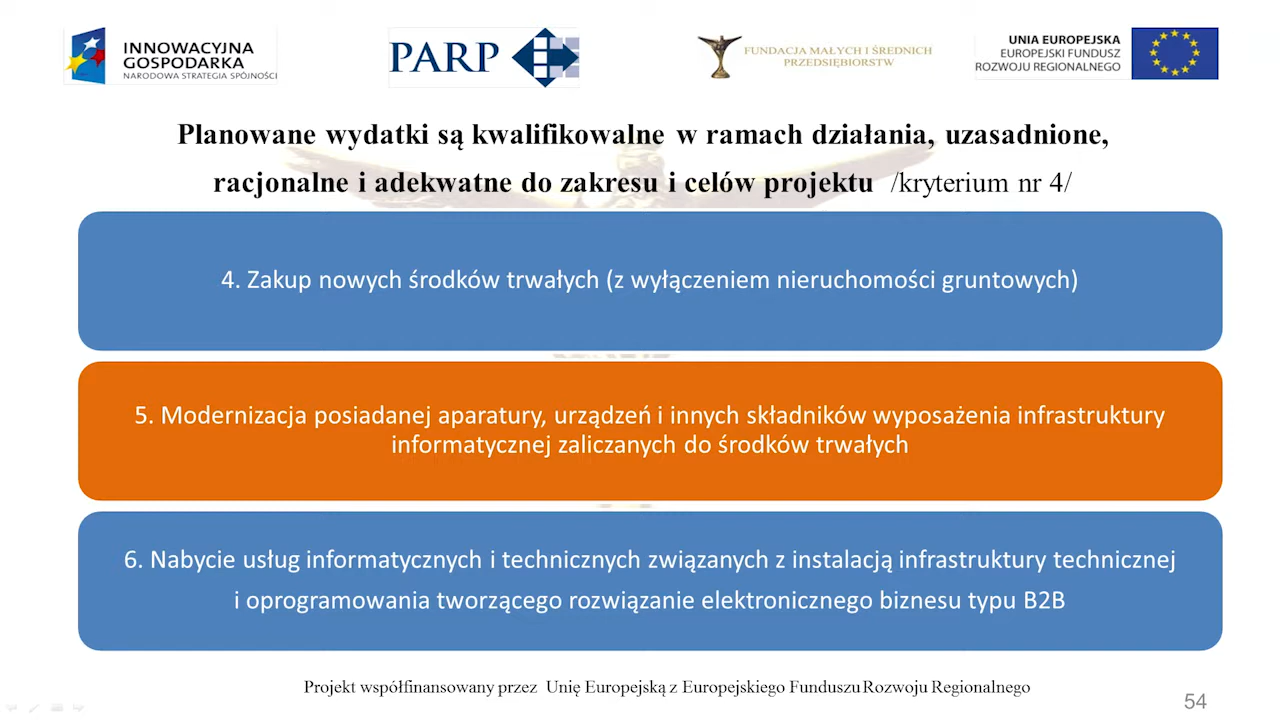 INNOWACYJNA
GOSPODARKA
NARODOWA STRATEGIA SPÓJNOŚCI
PARP
FUNDACJA MAŁYCH I ŚREDNICH
PRZEDSIĘBIORSTW
UNIA EUROPEJSKA
EUROPEJSKI FUNDUSZ
ROZWOJU REGIONALNEGO
Planowane wydatki są kwalifikowalne w ramach działania, uzasadnione,
racjonalne i adekwatne do zakresu i celów projektu /kryterium nr 4/
4. Zakup nowych środków trwałych (z wyłączeniem nieruchomości gruntowych)
5. Modernizacja posiadanej aparatury, urządzeń i innych składników wyposażenia infrastruktury
informatycznej zaliczanych do środków trwałych
6. Nabycie usług informatycznych i technicznych związanych z instalacją infrastruktury technicznej
i oprogramowania tworzącego rozwiązanie elektronicznego biznesu typu B2B
Projekt współfinansowany przez Unię Europejską z Europejskiego Funduszu Rozwoju Regionalnego
54